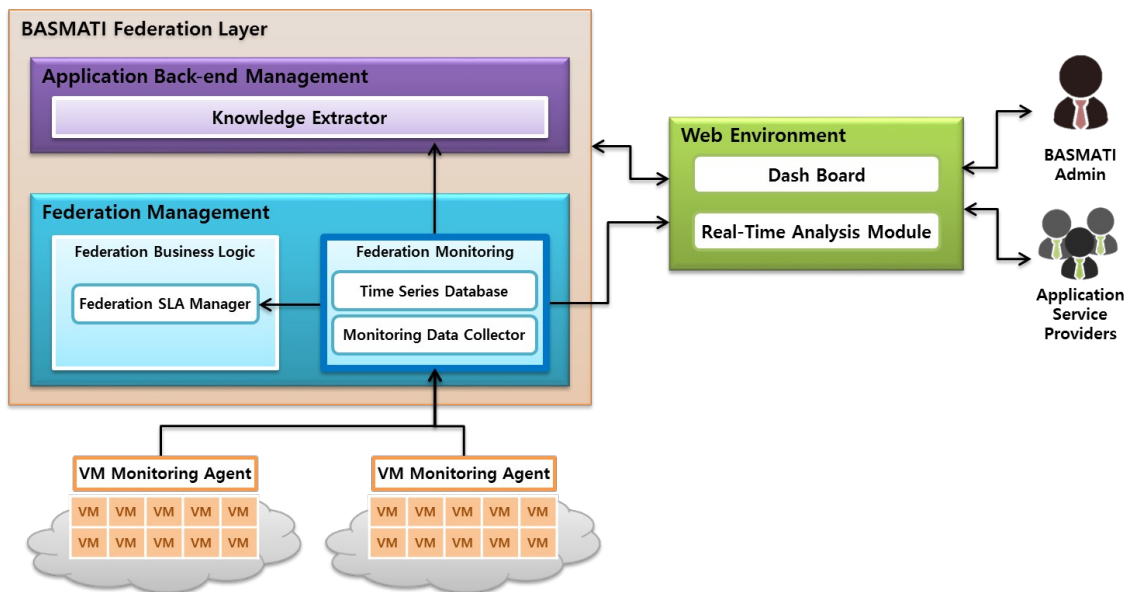 BASMATI Federation Layer
Application Back-end Management
Knowledge Extractor
Federation Management
Federation Business Logic
Federation SLA Manager
Federation Monitoring
Time Series Database
Monitoring Data Collector
Web Environment
Dash Board
Real-Time Analysis Module
BASMATI
Admin
Application
Service
Providers
VM Monitoring Agent
VM VM VM VM VM
VM VM VM VM VM
VM Monitoring Agent
VM VM VM VM VM
VM VM VM VM VM